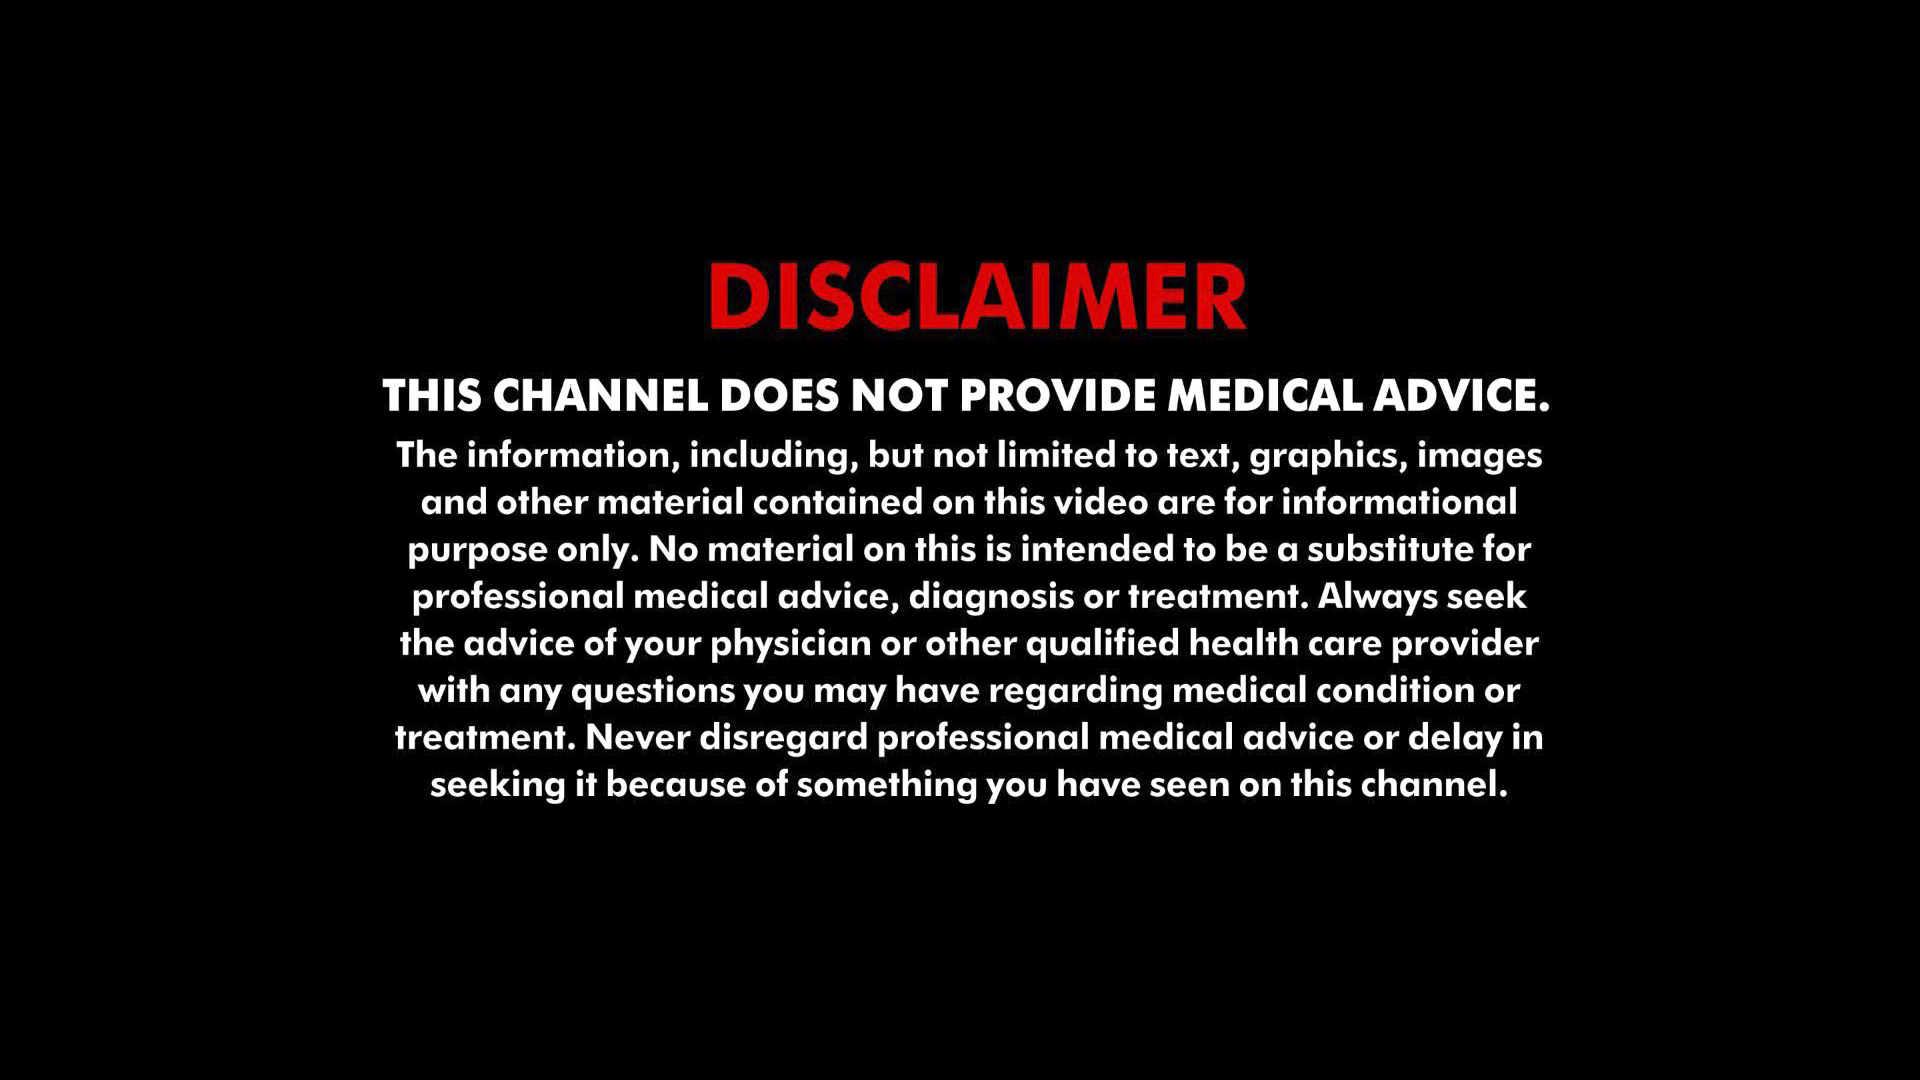 DISCLAIMER
THIS CHANNEL DOES NOT PROVIDE MEDICAL ADVICE.
The information, including, but not limited to text, graphics, images
and other material contained on this video are for informational
purpose only. No material on this is intended to be a substitute for
professional medical advice, diagnosis or treatment. Always seek
the advice of your physician or other qualified health care provider
with any questions you may have regarding medical condition or
treatment. Never disregard professional medical advice or delay in
seeking it because of something you have seen on this channel.